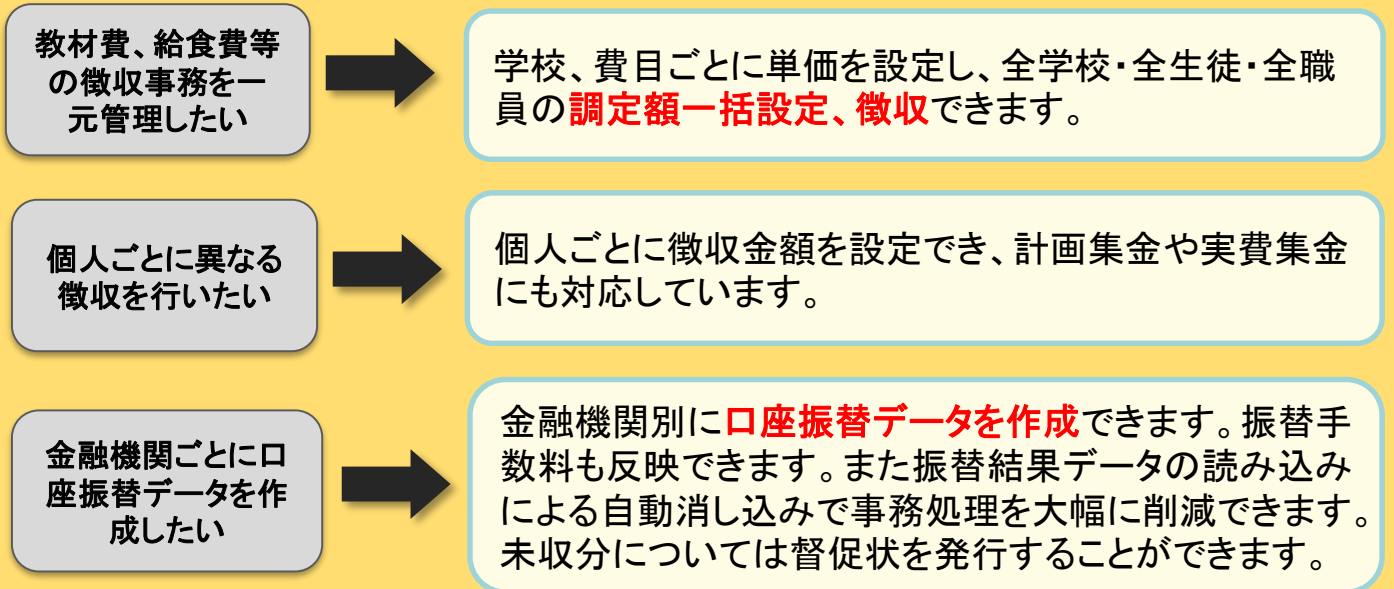 教材費、給食費等
の徴収事務を一
元管理したい
学校、費目ごとに単価を設定し、全学校・全生徒・全職
員の調定額一括設定、徴収できます。
個人ごとに異なる
徴収を行いたい
個人ごとに徴収金額を設定でき、計画集金や実費集金
にも対応しています。
金融機関ごとに口
座振替データを作
成したい
金融機関別に口座振替データを作成できます。振替手
数料も反映できます。また振替結果データの読み込み
による自動消し込みで事務処理を大幅に削減できます。
未収分については督促状を発行することができます。